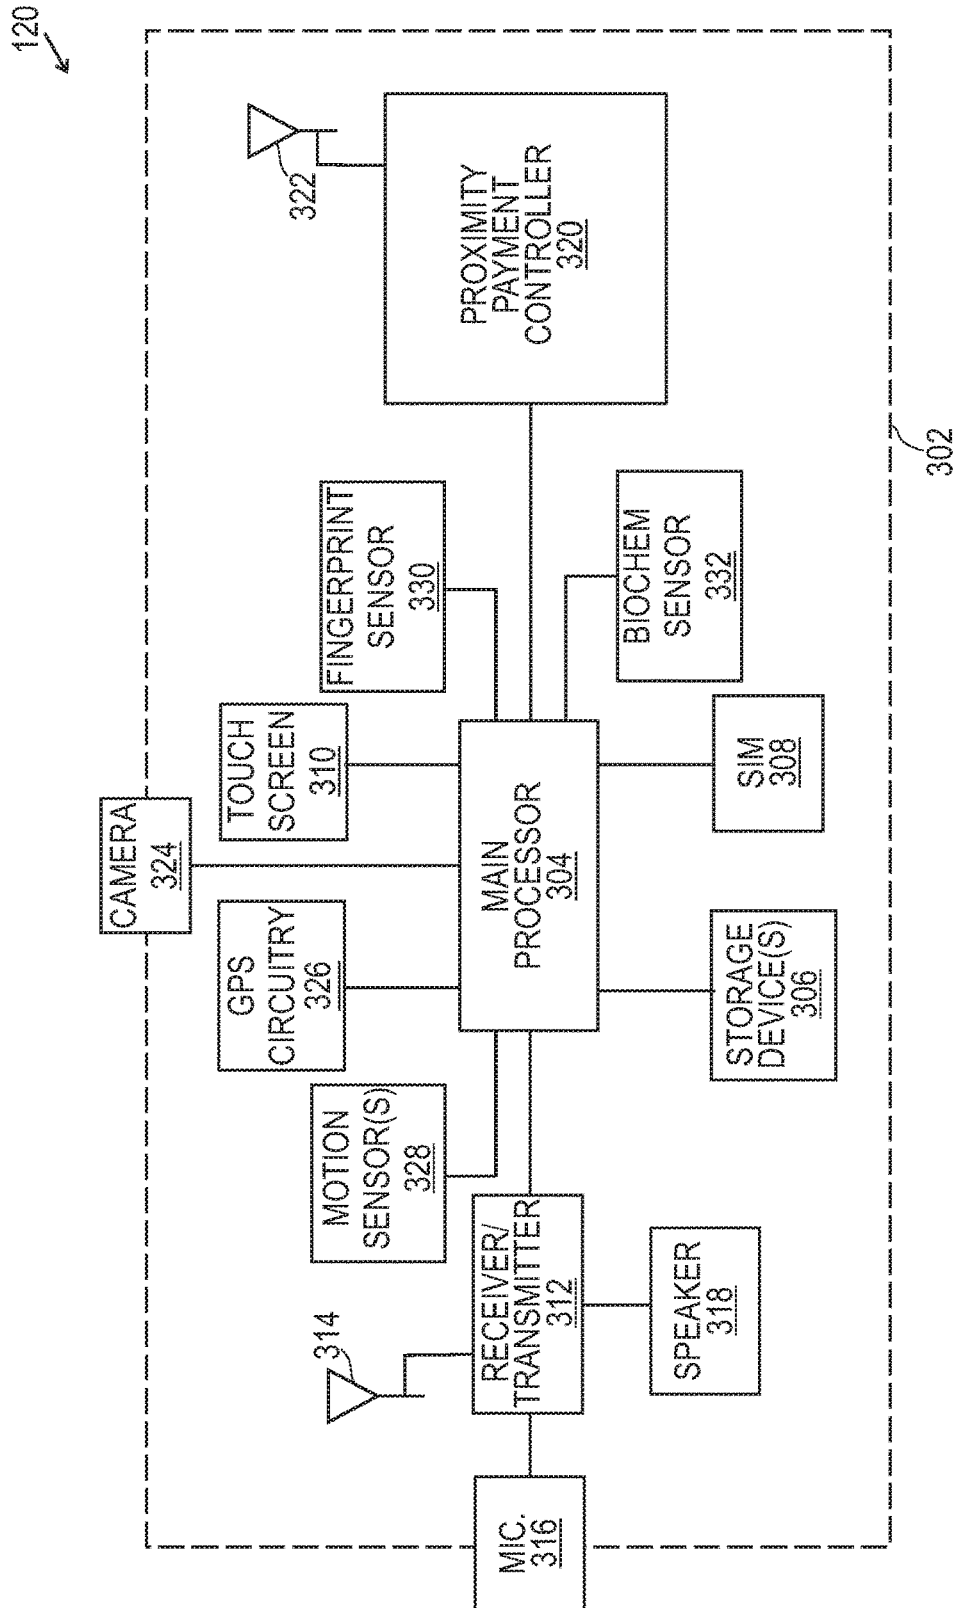 120
CAMERA
324
322
GPS
CIRCUITRY
326
TOUCH
SCREEN
310
MOTION
SENSOR(S)
328
FINGERPRINT
SENSOR
330
314
MIC.
316
RECEIVER/
TRANSMITTER
312
MAIN
PROCESSOR
304
PROXIMITY
PAYMENT
CONTROLLER
320
SPEAKER
318
STORAGE
DEVICE(S)
306
SIM
308
BIOCHEM
SENSOR
332
302